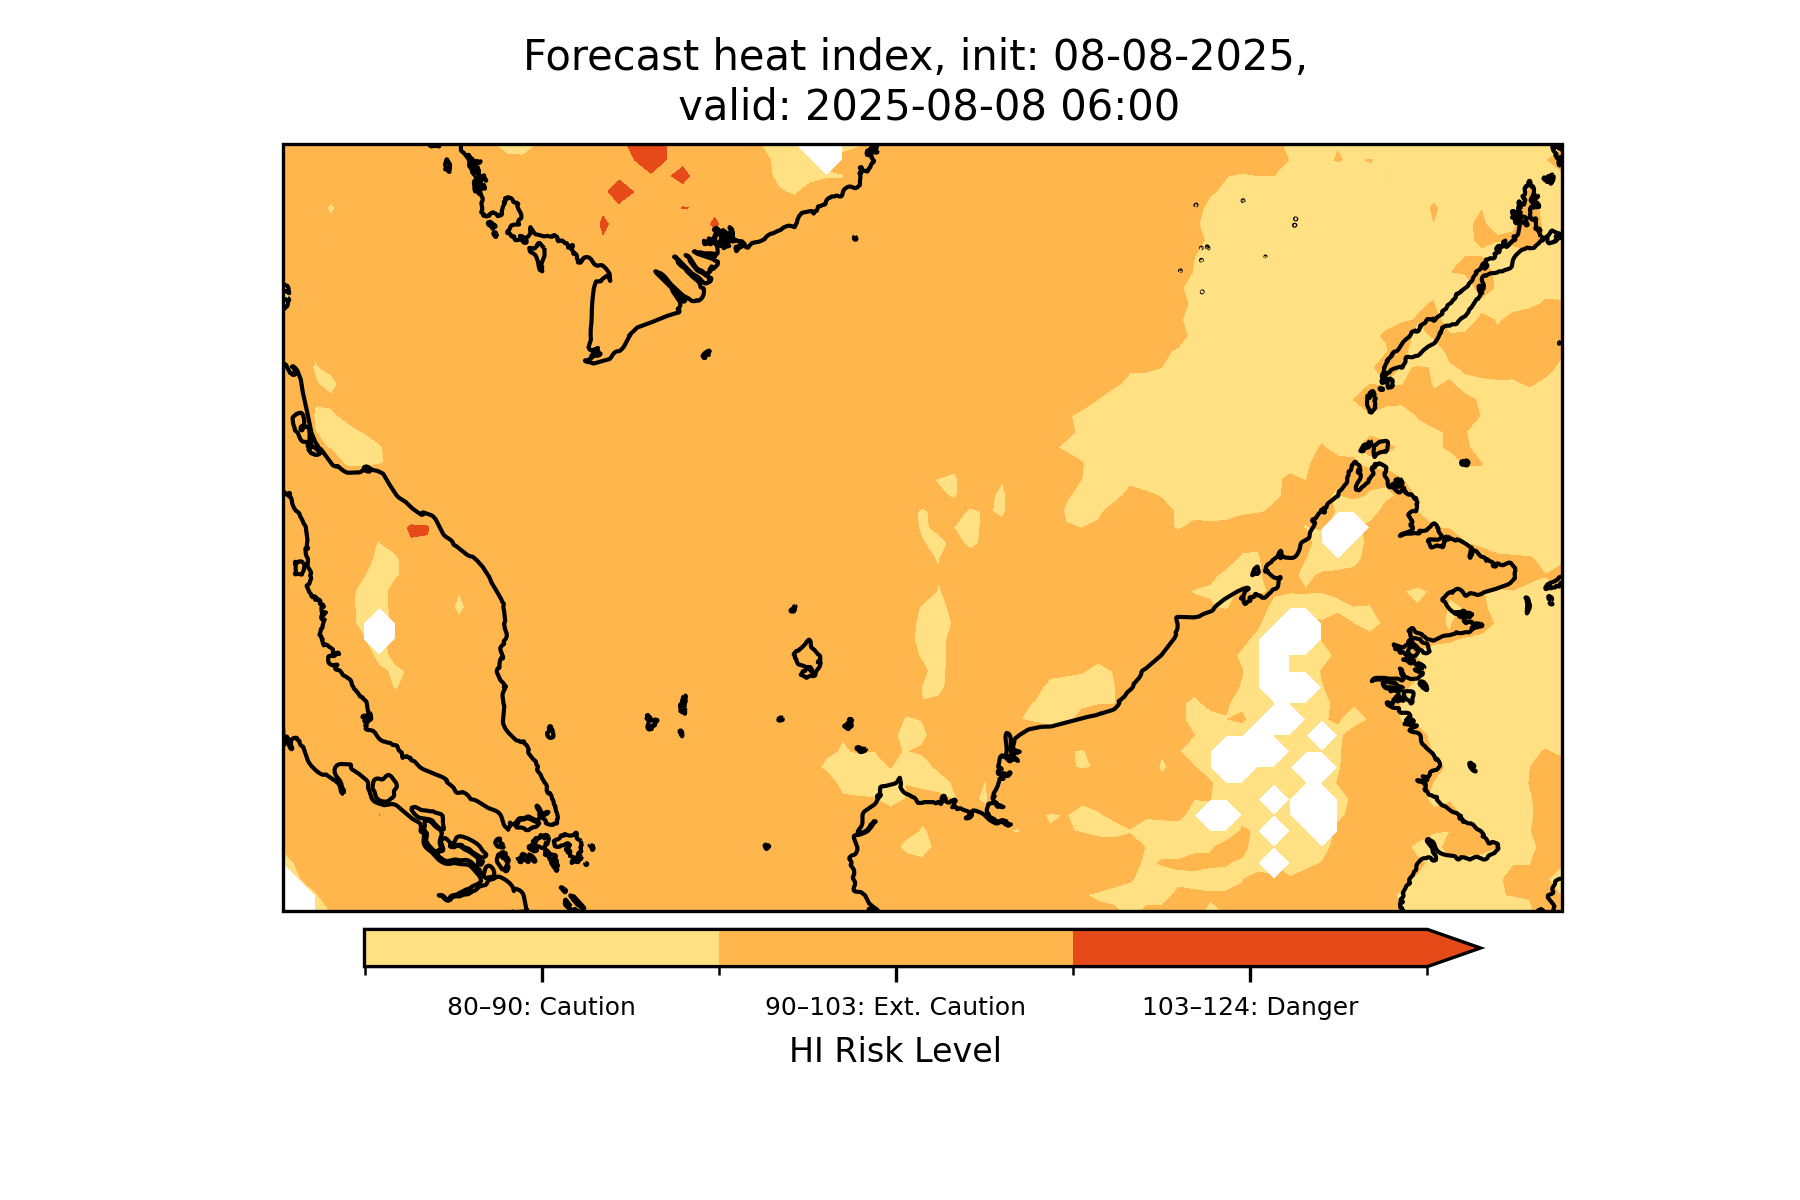 Forecast heat index, init: 08-08-2025,
valid: 2025-08-08 06:00
80–90: Caution
90–103: Ext. Caution
103–124: Danger
HI Risk Level